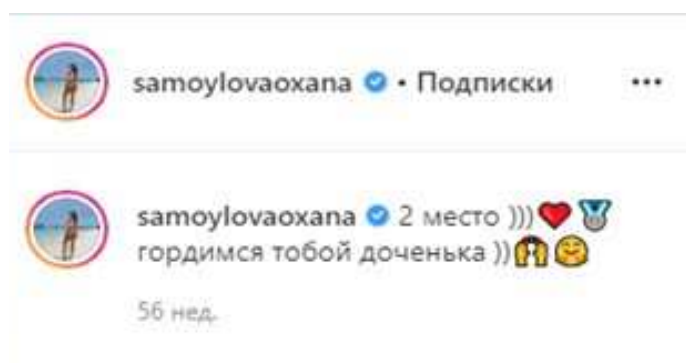 samoylovaoxana • Подписки
samoylovaoxana 2 место )))❤️🥈
гордимся тобой доченька ))🙌🤗
56 нед.